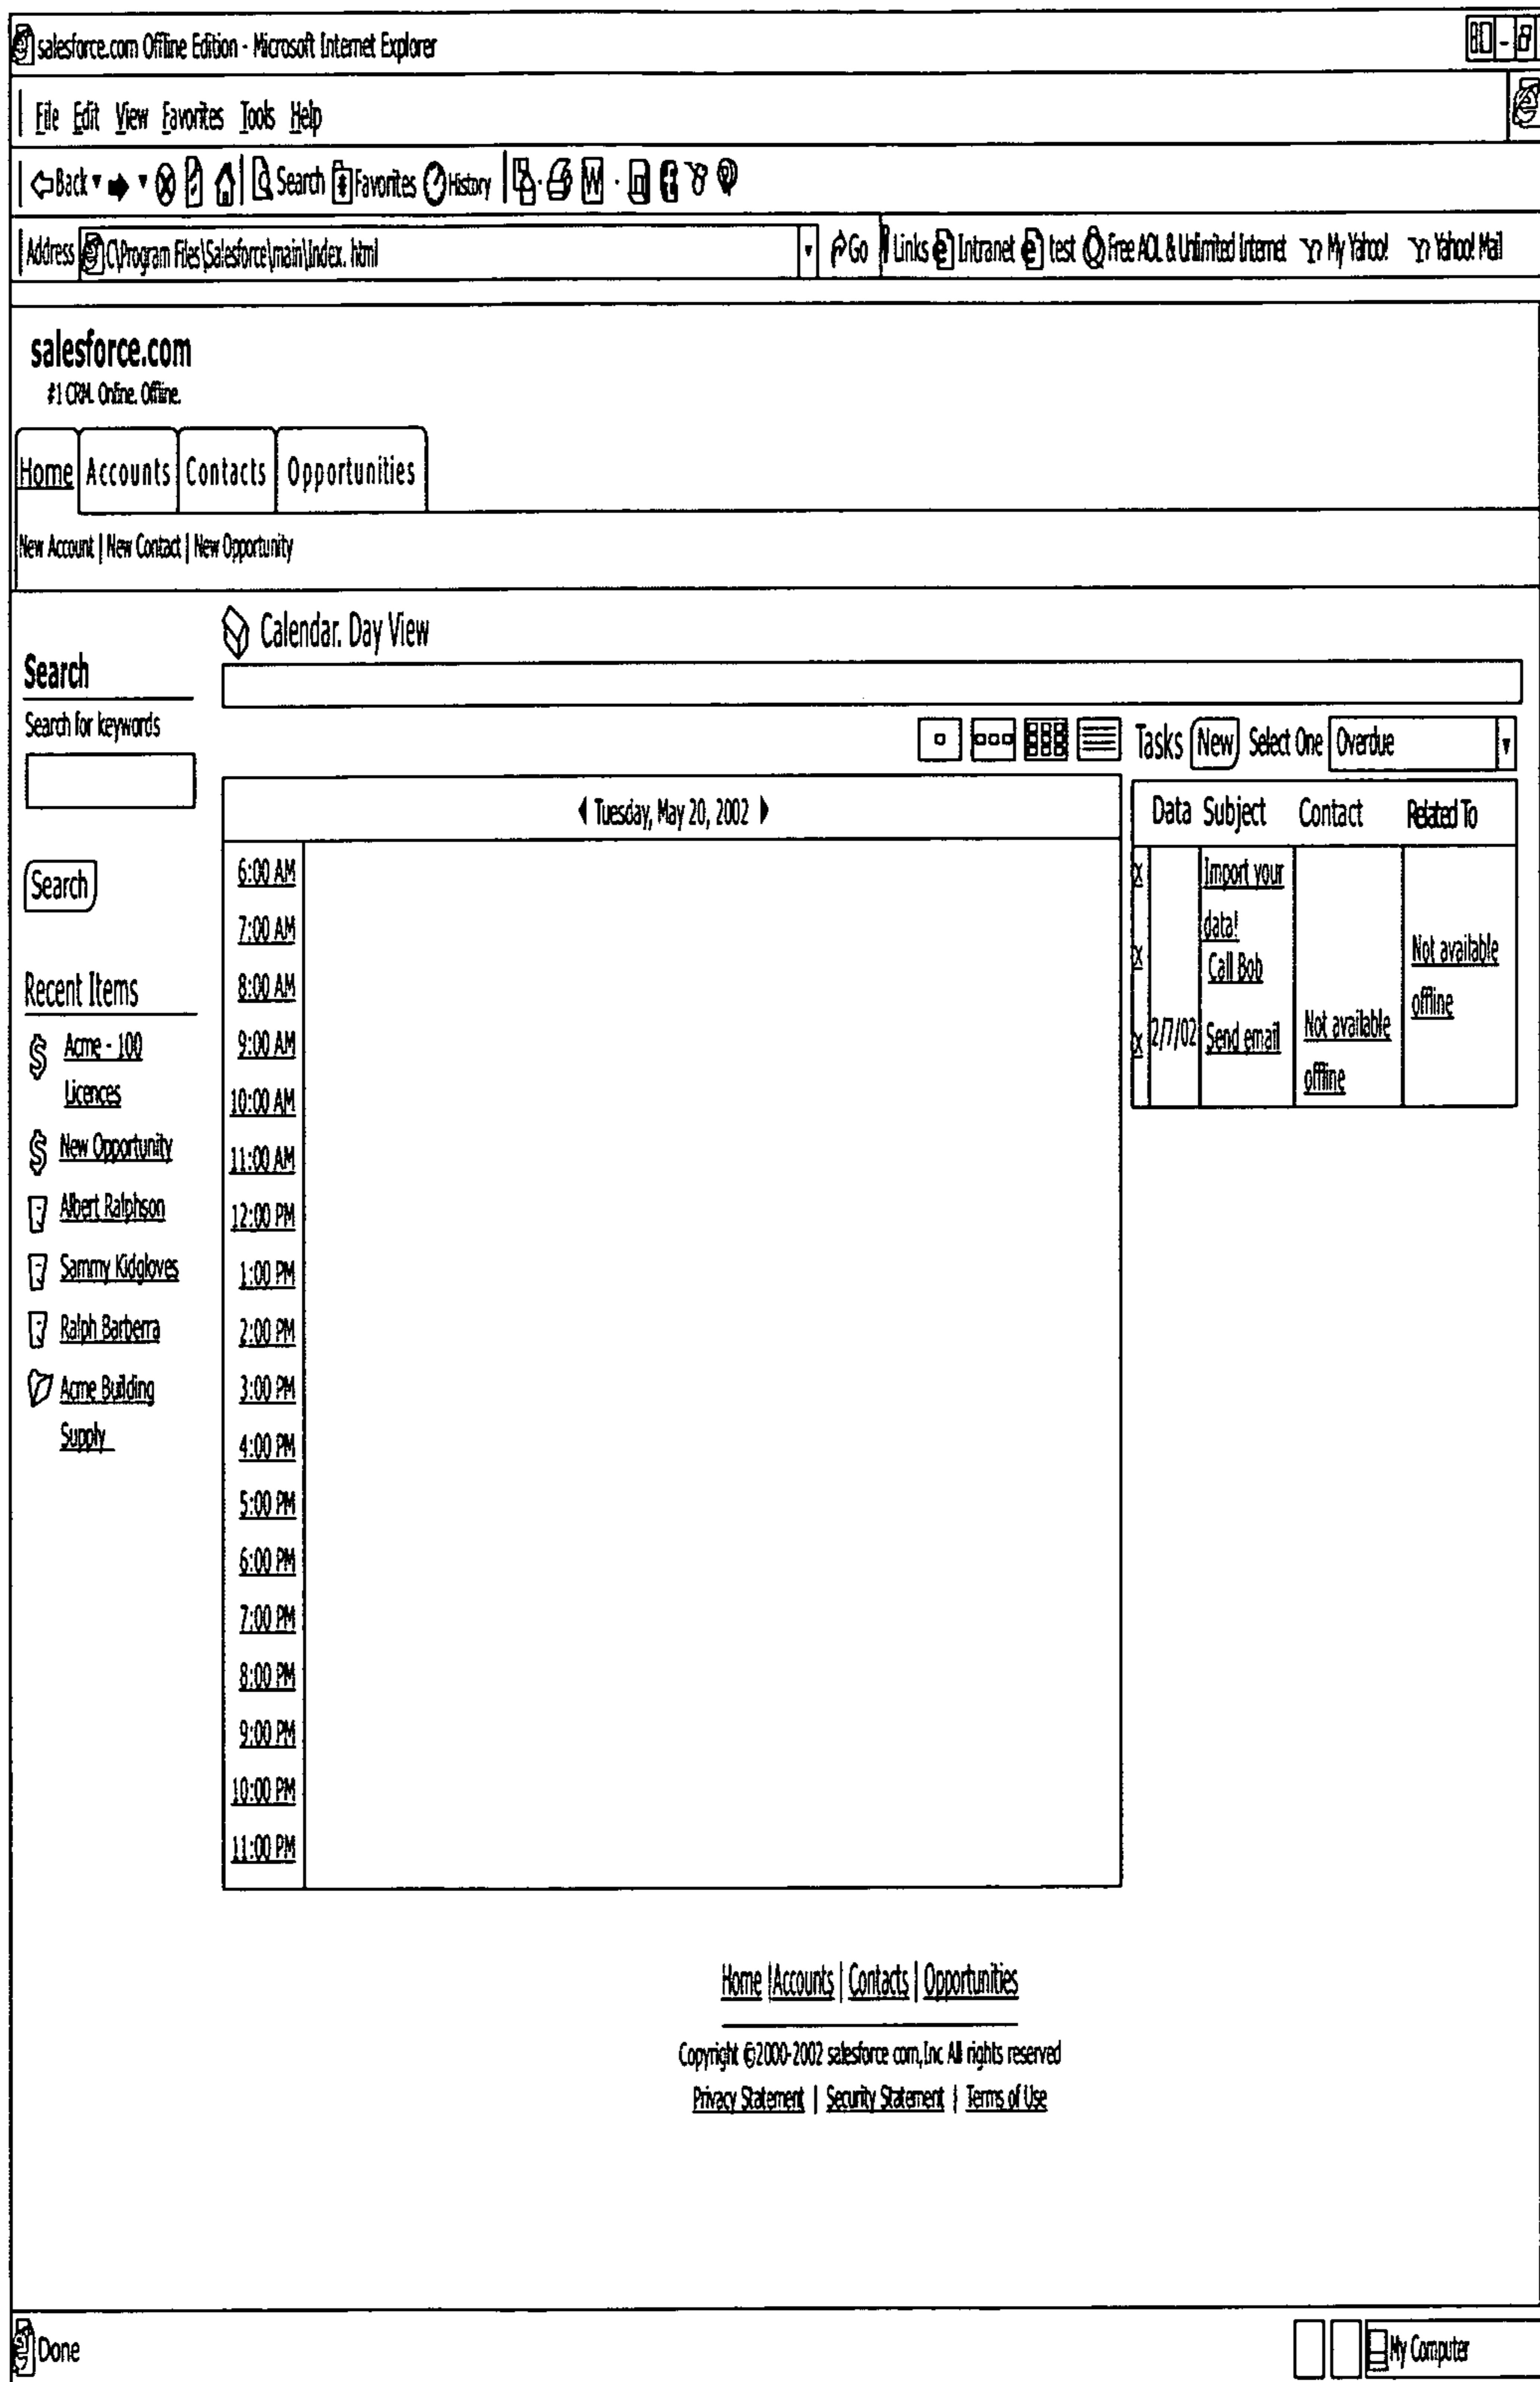 salesforce.com Offline Edition - Microsoft Internet Explorer
File Edit View Favorites Tools Help
Back Search Favorites History W
Address C\Program Files\Salesforce\main\Index. html Go Links Intranet test Free AOL & Unlimited Internet My Yahoo! Yahoo! Mail
salesforce.com
#1 CRM. Online. Offline.
Home Accounts Contacts Opportunities
New Account | New Contact | New Opportunity
Calendar. Day View
Search
Search for keywords
Search
Recent Items
Acme - 100
Licences
New Opportunity
Albert Ralphson
Sammy Kidgloves
Ralph Barberra
Acme Building
Supply
Tuesday, May 20, 2002
6:00 AM
7:00 AM
8:00 AM
9:00 AM
10:00 AM
11:00 AM
12:00 PM
1:00 PM
2:00 PM
3:00 PM
4:00 PM
5:00 PM
6:00 PM
7:00 PM
8:00 PM
9:00 PM
10:00 PM
11:00 PM
Tasks New Select One Overdue
Data Subject Contact Related To
X Import your
data!
X Call Bob
Not available
offline
X 2/7/02 Send email
Not available
offline
Home | Accounts | Contacts | Opportunities
Copyright ©2000-2002 salesforce com, Inc All rights reserved
Privacy Statement | Security Statement | Terms of Use
Done
My Computer